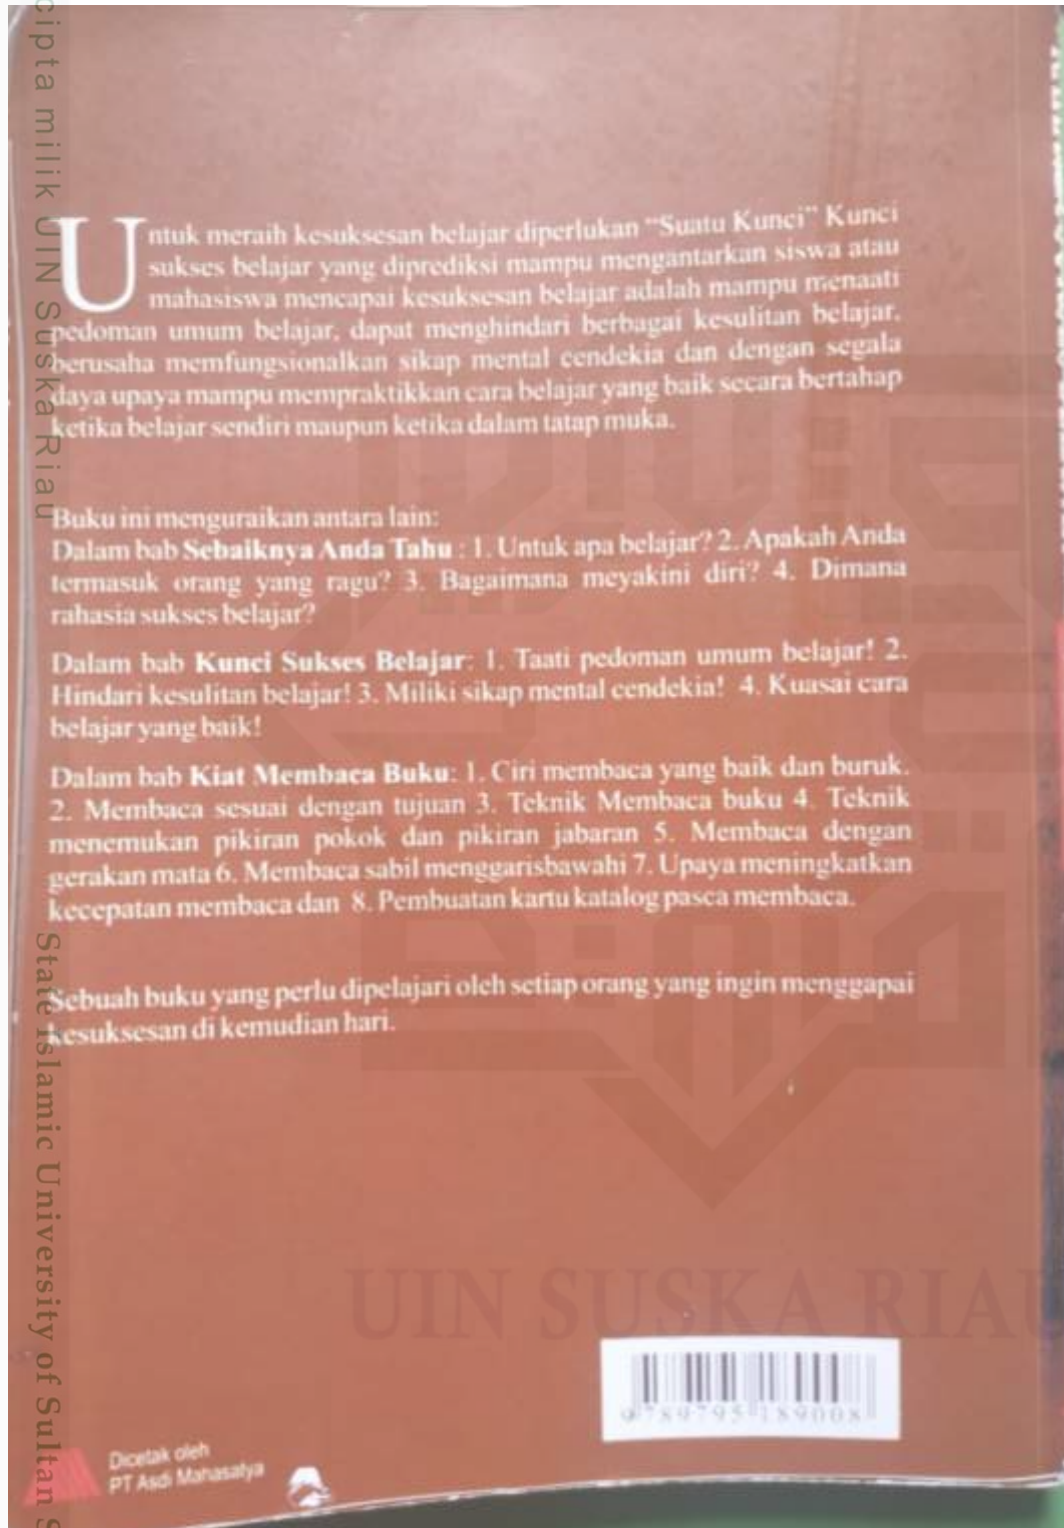 Untuk meraih kesuksesan belajar diperlukan “Suatu Kunci” Kunci
sukses belajar yang diprediksi mampu mengantarkan siswa atau
mahasiswa mencapai kesuksesan belajar adalah mampu menaati
pedoman umum belajar, dapat menghindari berbagai kesulitan belajar,
berusaha memfungsionalkan sikap mental cendekia dan dengan segala
daya upaya mampu mempraktikkan cara belajar yang baik secara bertahap
ketika belajar sendiri maupun ketika dalam tatap muka.
Buku ini menguraikan antara lain:
Dalam bab Sebaiknya Anda Tahu : 1. Untuk apa belajar? 2. Apakah Anda
termasuk orang yang ragu? 3. Bagaimana meyakini diri? 4. Dimana
rahasia sukses belajar?
Dalam bab Kunci Sukses Belajar: 1. Taati pedoman umum belajar! 2.
Hindari kesulitan belajar! 3. Miliki sikap mental cendekia! 4. Kuasai cara
belajar yang baik!
Dalam bab Kiat Membaca Buku: 1. Ciri membaca yang baik dan buruk.
2. Membaca sesuai dengan tujuan 3. Teknik Membaca buku 4. Teknik
menemukan pikiran pokok dan pikiran jabaran 5. Membaca dengan
gerakan mata 6. Membaca sabil menggarisbawahi 7. Upaya meningkatkan
kecepatan membaca dan 8. Pembuatan kartu katalog pasca membaca.
Sebuah buku yang perlu dipelajari oleh setiap orang yang ingin menggapai
kesuksesan di kemudian hari.
UIN SUSKA RIAU
9 789795 189008
Dicetak oleh
PT Asdi Mahasatya
cipta milik UIN Suska Riau
State Islamic University of Sultan S